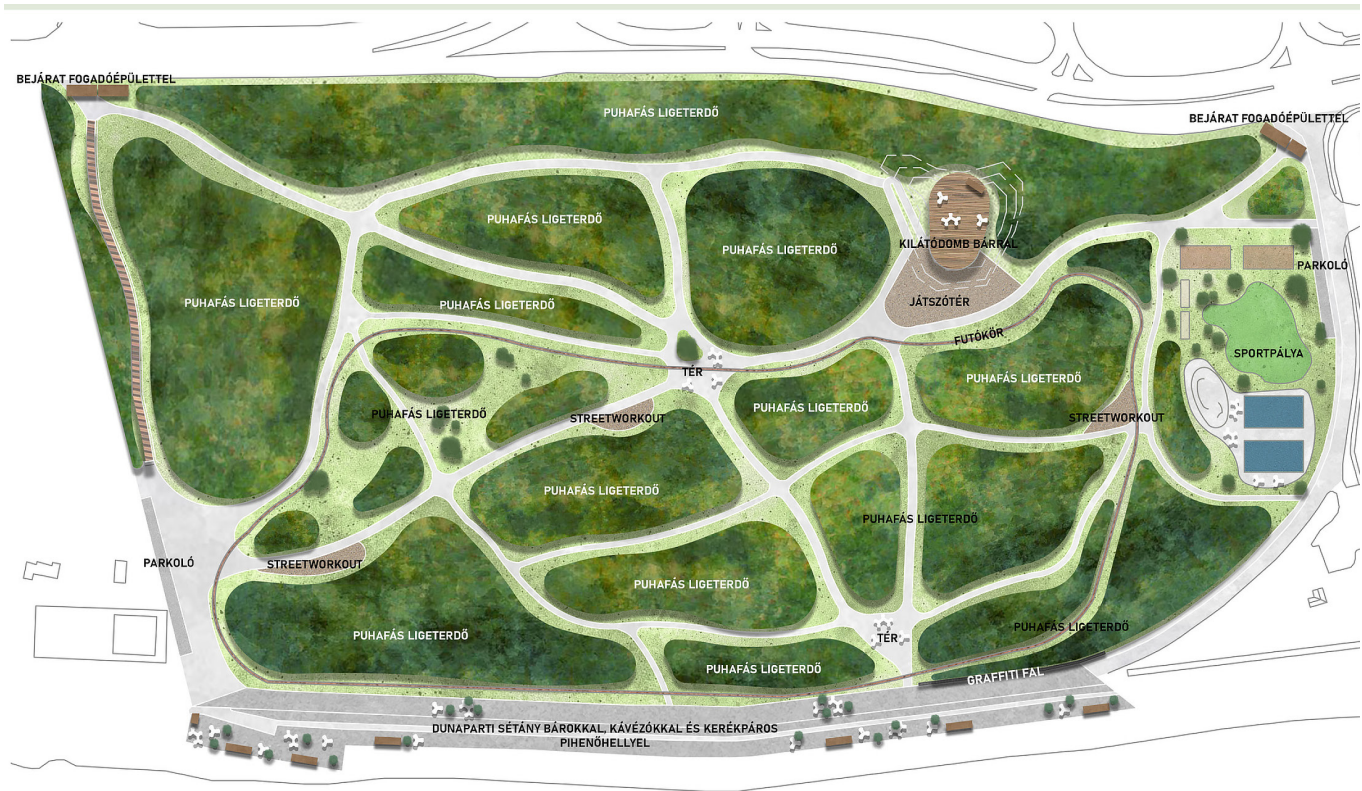 BEJÁRAT FOGADÓÉPÜLETTEL
PUHAFÁS LIGETERDŐ
BEJÁRAT FOGADÓÉPÜLETTEL
PUHAFÁS LIGETERDŐ
PUHAFÁS LIGETERDŐ
KILÁTÓDOMB BÁRRAL
PARKOLÓ
PUHAFÁS LIGETERDŐ
PUHAFÁS LIGETERDŐ
JÁTSZÓTÉR
FUTÓKÖR
SPORTPÁLYA
TÉR
PUHAFÁS LIGETERDŐ
PUHAFÁS LIGETERDŐ
PUHAFÁS LIGETERDŐ
STREETWORKOUT
STREETWORKOUT
PUHAFÁS LIGETERDŐ
PUHAFÁS LIGETERDŐ
PARKOLÓ
STREETWORKOUT
PUHAFÁS LIGETERDŐ
PUHAFÁS LIGETERDŐ
TÉR
PUHAFÁS LIGETERDŐ
PUHAFÁS LIGETERDŐ
GRAFFITI FAL
DUNAPARTI SÉTÁNY BÁROKKAL, KÁVÉZÓKKAL ÉS KERÉKPÁROS
PIHENŐHELLYEL